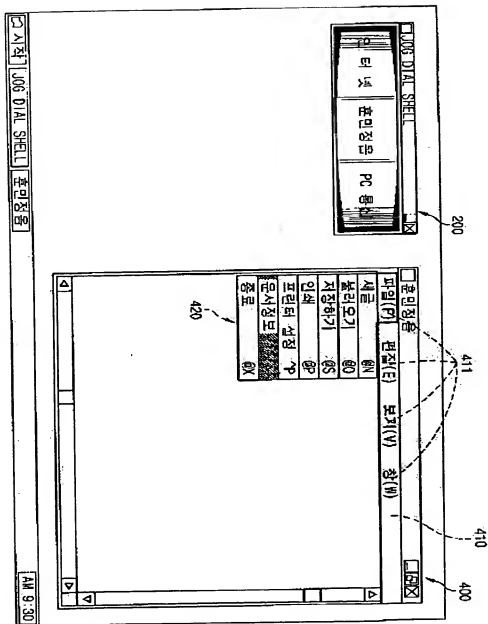 JOG DIAL SHELL
인 터 넷 훈민정음 PC 통신
200
훈민정음
400
파일(F) 편집(E) 보기(V) 창(W)
411
410
새글 @N
불러오기 @O
저장하기 @S
인쇄 @P
프린터 설정 ^P
문서정보
종료 @X
420
시작 JOG DIAL SHELL 훈민정음
AM 9:30